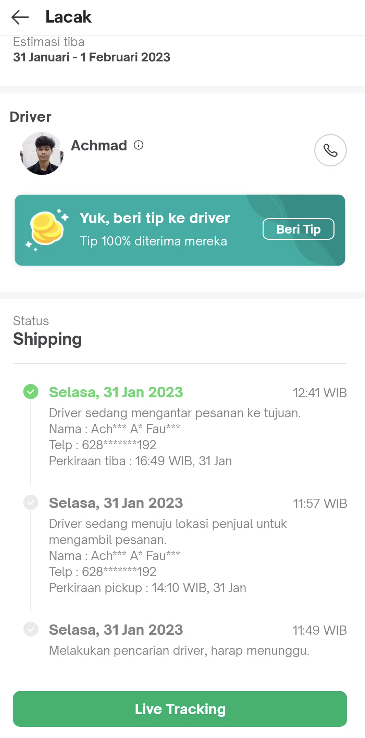 Lacak
Estimasi tiba
31 Januari - 1 Februari 2023
Driver
Achmad
Yuk, beri tip ke driver
Tip 100% diterima mereka
Beri Tip
Status
Shipping
Selasa, 31 Jan 2023
12:41 WIB
Driver sedang mengantar pesanan ke tujuan.
Nama : Ach*** A* Fau***
Telp : 628*******192
Perkiraan tiba : 16:49 WIB, 31 Jan
Selasa, 31 Jan 2023
11:57 WIB
Driver sedang menuju lokasi penjual untuk
mengambil pesanan.
Nama : Ach*** A* Fau***
Telp : 628*******192
Perkiraan pickup : 14:10 WIB, 31 Jan
Selasa, 31 Jan 2023
11:49 WIB
Melakukan pencarian driver, harap menunggu.
Live Tracking